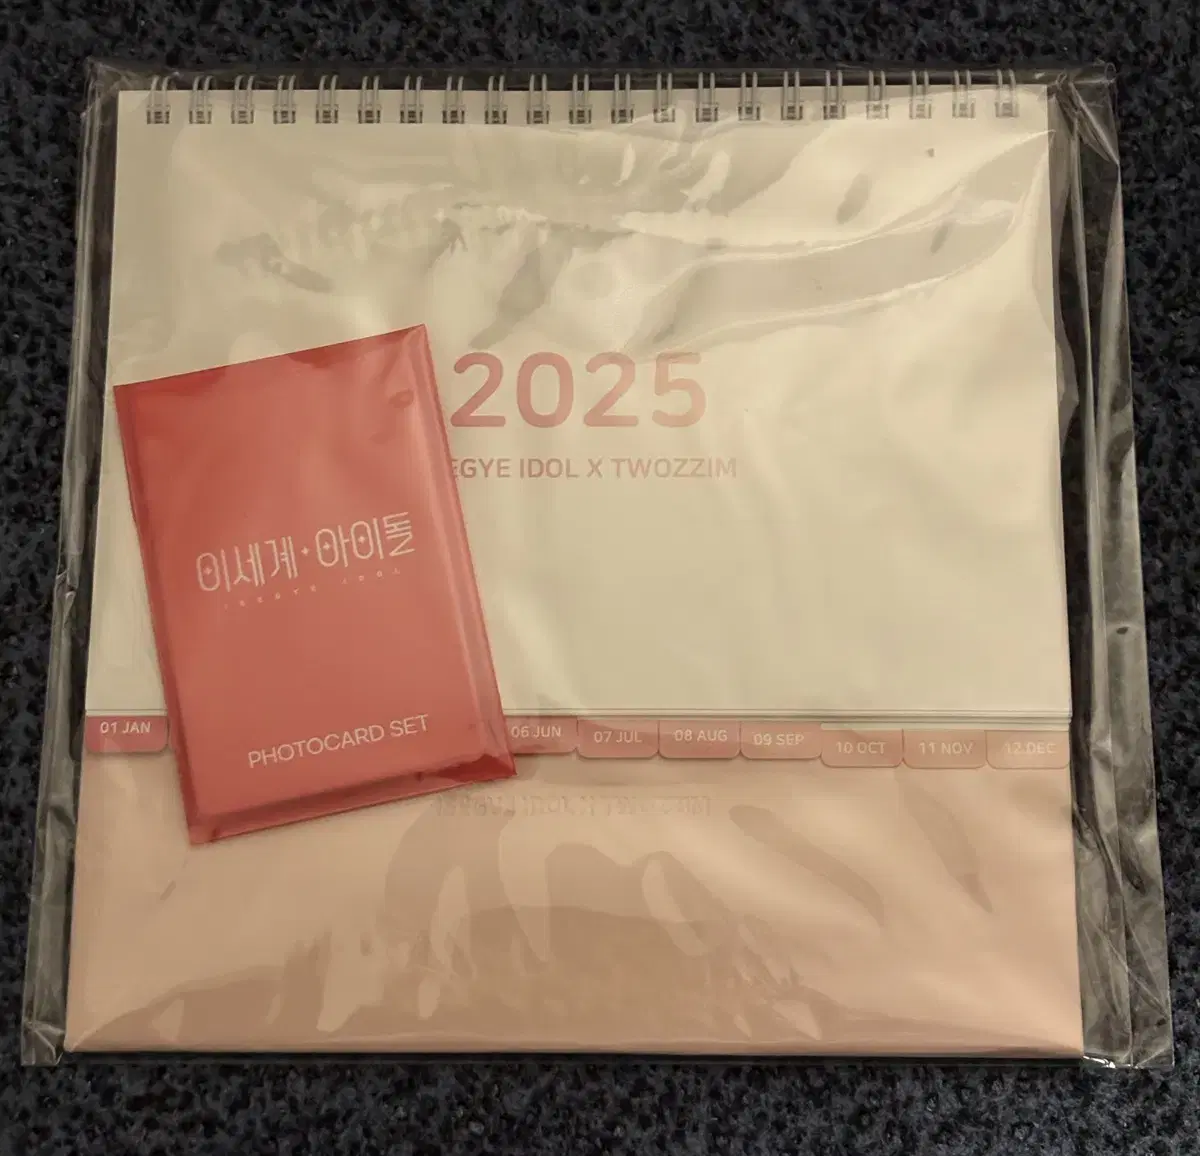 2025
EGYE IDOL X TWOZZIM
이세계·아이돌
ISEGYE IDOL
PHOTOCARD SET
01 JAN
06 JUN
07 JUL
08 AUG
09 SEP
10 OCT
11 NOV
12 DEC